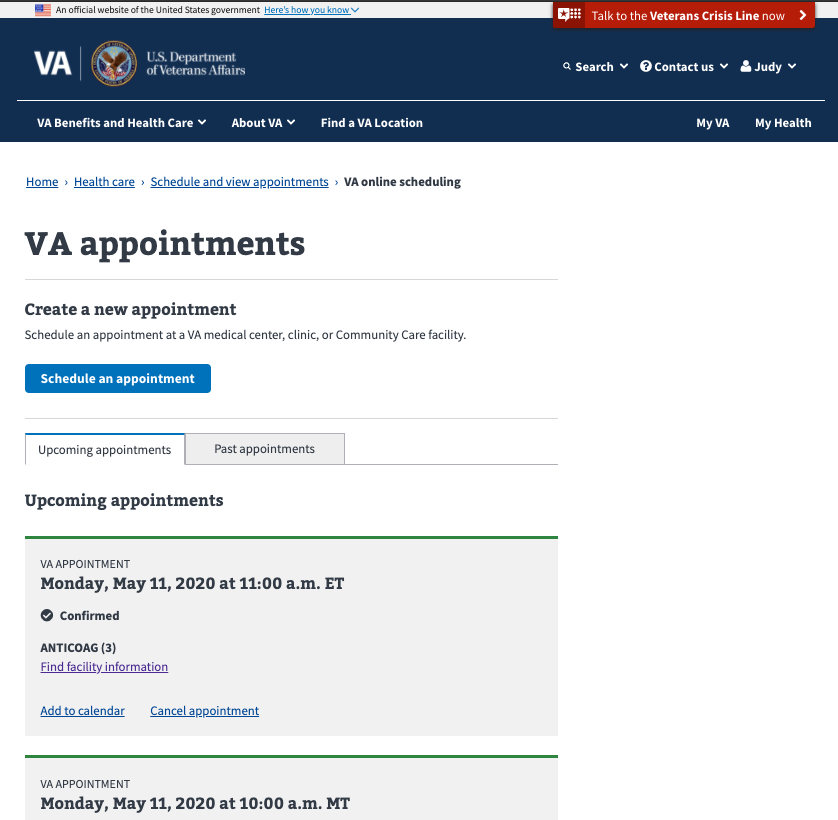 An official website of the United States government Here's how you know
Talk to the Veterans Crisis Line now
VA
U.S. Department
of Veterans Affairs
Search Contact us Judy
VA Benefits and Health Care About VA Find a VA Location My VA My Health
Home › Health care › Schedule and view appointments › VA online scheduling
VA appointments
Create a new appointment
Schedule an appointment at a VA medical center, clinic, or Community Care facility.
Schedule an appointment
Upcoming appointments Past appointments
Upcoming appointments
VA APPOINTMENT
Monday, May 11, 2020 at 11:00 a.m. ET
Confirmed
ANTICOAG (3)
Find facility information
Add to calendar Cancel appointment
VA APPOINTMENT
Monday, May 11, 2020 at 10:00 a.m. MT